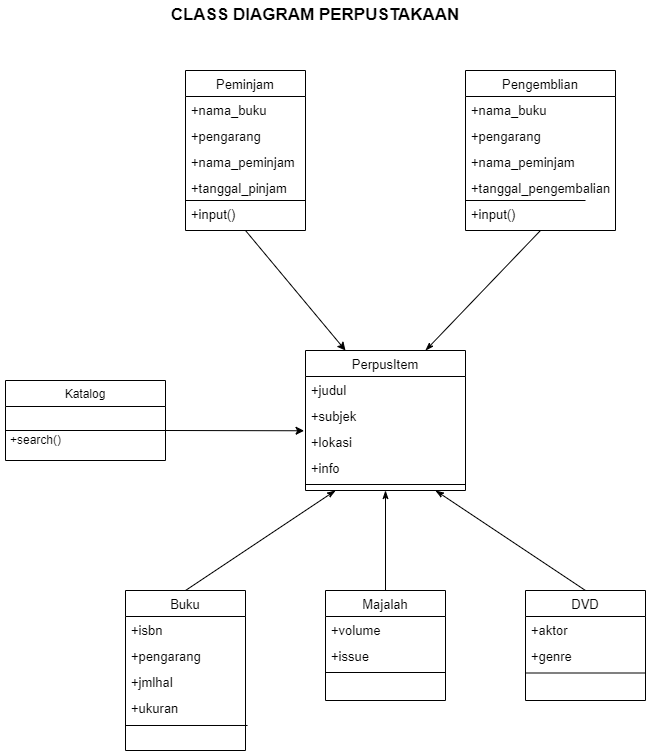 CLASS DIAGRAM PERPUSTAKAAN
Peminjam
+nama_buku
+pengarang
+nama_peminjam
+tanggal_pinjam
+input()
Pengemblian
+nama_buku
+pengarang
+nama_peminjam
+tanggal_pengembalian
+input()
PerpusItem
+judul
+subjek
+lokasi
+info
Katalog
+search()
Buku
+isbn
+pengarang
+jmlhal
+ukuran
Majalah
+volume
+issue
DVD
+aktor
+genre